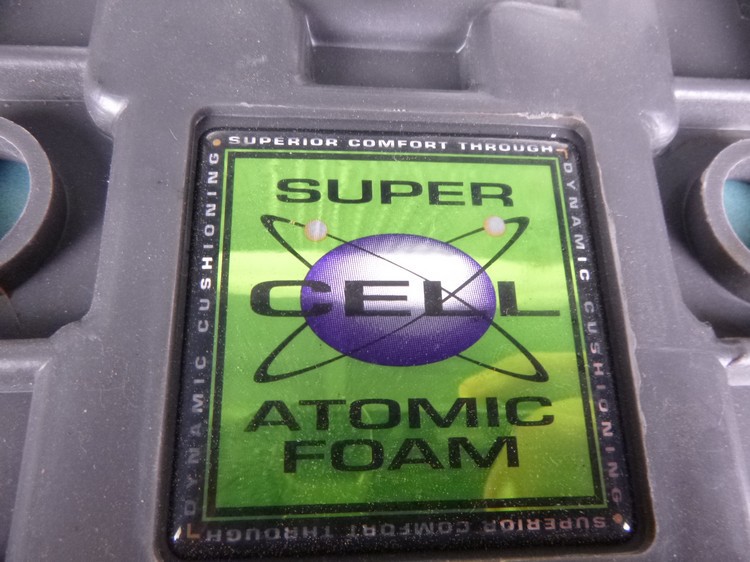 SUPERIOR COMFORT THROUGH
DYNAMIC CUSHIONING
SUPER
CELL
ATOMIC
FOAM
SUPERIOR COMFORT THROUGH
DYNAMIC CUSHIONING